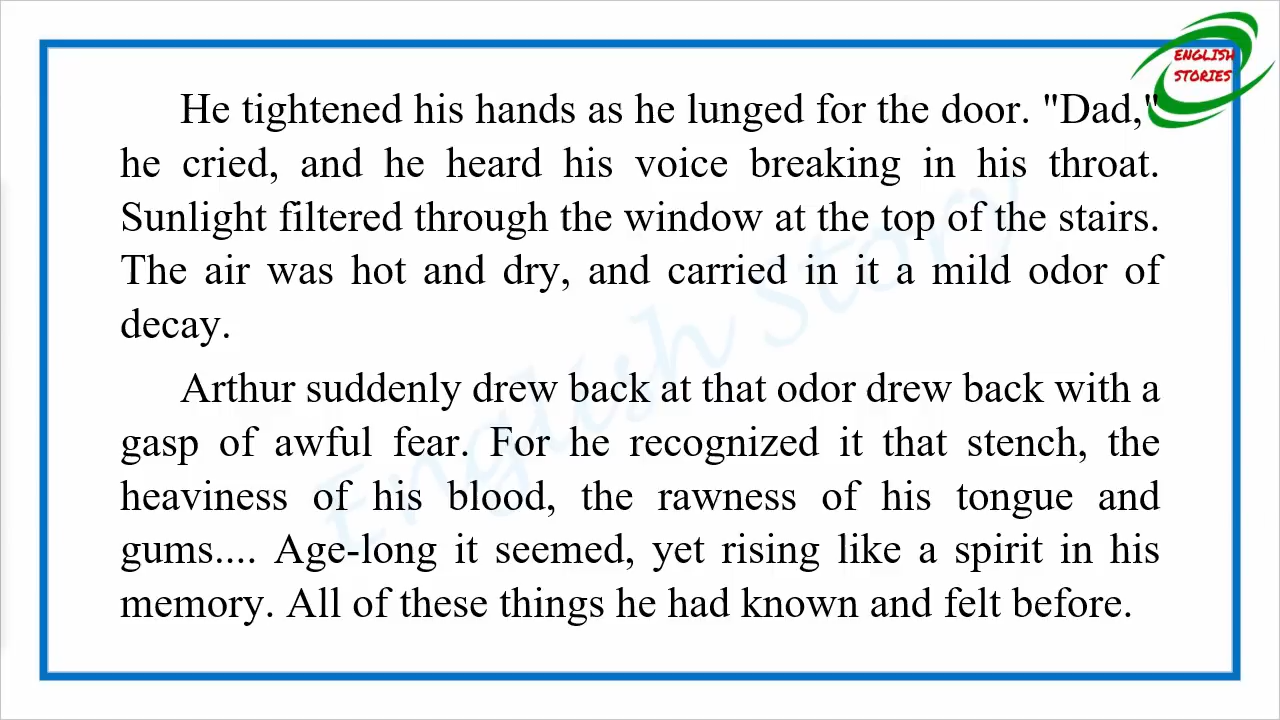 ENGLISH
STORIES
He tightened his hands as he lunged for the door. "Dad,"
he cried, and he heard his voice breaking in his throat.
Sunlight filtered through the window at the top of the stairs.
The air was hot and dry, and carried in it a mild odor of
decay.
Arthur suddenly drew back at that odor drew back with a
gasp of awful fear. For he recognized it that stench, the
heaviness of his blood, the rawness of his tongue and
gums.... Age-long it seemed, yet rising like a spirit in his
memory. All of these things he had known and felt before.
English Story